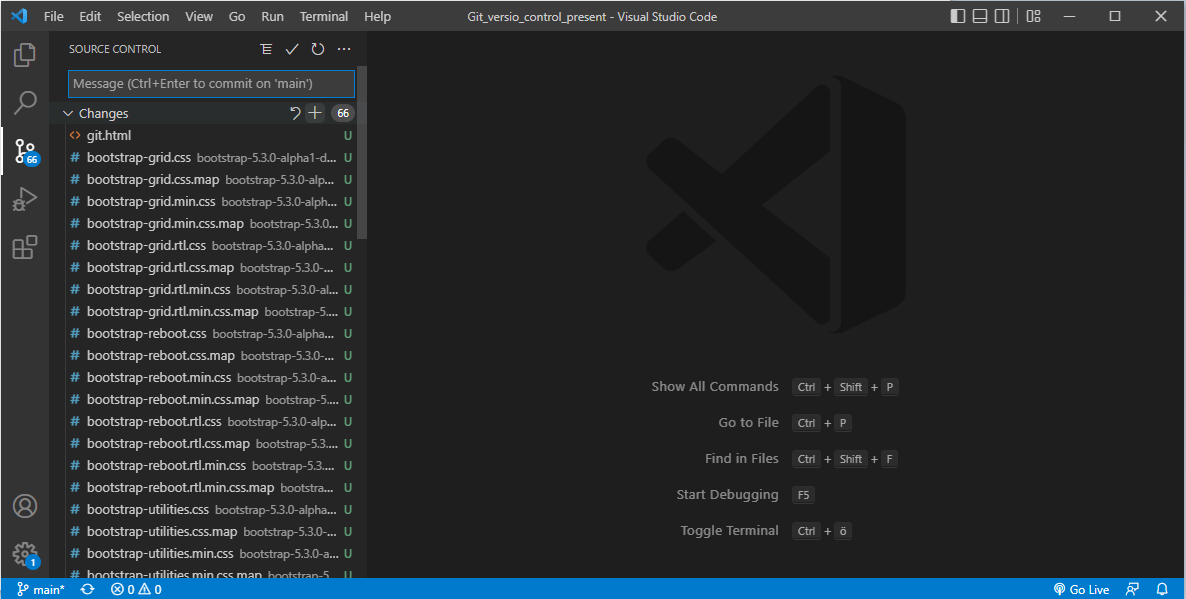 File Edit Selection View Go Run Terminal Help Git_versio_control_present - Visual Studio Code
SOURCE CONTROL
Message (Ctrl+Enter to commit on 'main')
Changes 66
<> git.html U
# bootstrap-grid.css bootstrap-5.3.0-alpha1-d... U
# bootstrap-grid.css.map bootstrap-5.3.0-alp... U
# bootstrap-grid.min.css bootstrap-5.3.0-alph... U
# bootstrap-grid.min.css.map bootstrap-5.3.0... U
# bootstrap-grid.rtl.css bootstrap-5.3.0-alpha... U
# bootstrap-grid.rtl.css.map bootstrap-5.3.0-... U
# bootstrap-grid.rtl.min.css bootstrap-5.3.0-al... U
# bootstrap-grid.rtl.min.css.map bootstrap-5.... U
# bootstrap-reboot.css bootstrap-5.3.0-alpha... U
# bootstrap-reboot.css.map bootstrap-5.3.0-... U
# bootstrap-reboot.min.css bootstrap-5.3.0-a... U
# bootstrap-reboot.min.css.map bootstrap-5.... U
# bootstrap-reboot.rtl.css bootstrap-5.3.0-alp... U
# bootstrap-reboot.rtl.css.map bootstrap-5.3.... U
# bootstrap-reboot.rtl.min.css bootstrap-5.3.... U
# bootstrap-reboot.rtl.min.css.map bootstra... U
# bootstrap-utilities.css bootstrap-5.3.0-alpha... U
# bootstrap-utilities.css.map bootstrap-5.3.0-... U
# bootstrap-utilities.min.css bootstrap-5.3.0-a... U
# bootstrap-utilities.min.css.map bootstrap-5.... U
66
1
Show All Commands Ctrl + Shift + P
Go to File Ctrl + P
Find in Files Ctrl + Shift + F
Start Debugging F5
Toggle Terminal Ctrl + ö
main* 0 0 Go Live